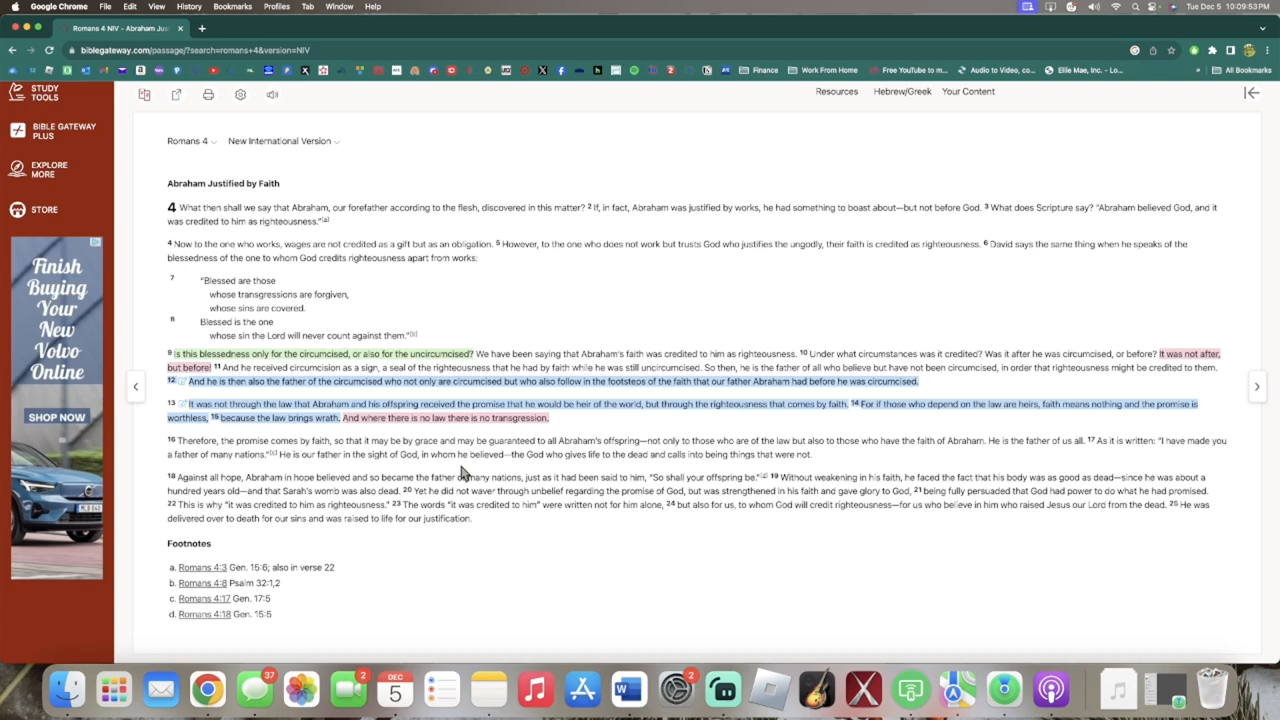 Google Chrome File Edit View History Bookmarks Profiles Tab Window Help Tue Dec 5 10:09:53 PM
Romans 4 NIV - Abraham Jus
biblegateway.com/passage/?search=romans+4&version=NIV
Finance Work From Home Free YouTube to m... Audio to Video, co... Ellie Mae, Inc. - Lo... All Bookmarks
STUDY
TOOLS
BIBLE GATEWAY
PLUS
EXPLORE
MORE
STORE
Finish
Buying
Your
New
Volvo
Online
SHOP NOW
Resources Hebrew/Greek Your Content
Romans 4 New International Version
Abraham Justified by Faith
4 What then shall we say that Abraham, our forefather according to the flesh, discovered in this matter? 2 If, in fact, Abraham was justified by works, he had something to boast about—but not before God. 3 What does Scripture say? “Abraham believed God, and it
was credited to him as righteousness.”[a]
4 Now to the one who works, wages are not credited as a gift but as an obligation. 5 However, to the one who does not work but trusts God who justifies the ungodly, their faith is credited as righteousness. 6 David says the same thing when he speaks of the
blessedness of the one to whom God credits righteousness apart from works:
7 “Blessed are those
whose transgressions are forgiven,
whose sins are covered.
8 Blessed is the one
whose sin the Lord will never count against them.”[b]
9 Is this blessedness only for the circumcised, or also for the uncircumcised? We have been saying that Abraham’s faith was credited to him as righteousness. 10 Under what circumstances was it credited? Was it after he was circumcised, or before? It was not after,
but before! 11 And he received circumcision as a sign, a seal of the righteousness that he had by faith while he was still uncircumcised. So then, he is the father of all who believe but have not been circumcised, in order that righteousness might be credited to them.
12 And he is then also the father of the circumcised who not only are circumcised but who also follow in the footsteps of the faith that our father Abraham had before he was circumcised.
13 It was not through the law that Abraham and his offspring received the promise that he would be heir of the world, but through the righteousness that comes by faith. 14 For if those who depend on the law are heirs, faith means nothing and the promise is
worthless, 15 because the law brings wrath. And where there is no law there is no transgression.
16 Therefore, the promise comes by faith, so that it may be by grace and may be guaranteed to all Abraham’s offspring—not only to those who are of the law but also to those who have the faith of Abraham. He is the father of us all. 17 As it is written: “I have made you
a father of many nations.”[c] He is our father in the sight of God, in whom he believed—the God who gives life to the dead and calls into being things that were not.
18 Against all hope, Abraham in hope believed and so became the father of many nations, just as it had been said to him, “So shall your offspring be.”[d] 19 Without weakening in his faith, he faced the fact that his body was as good as dead—since he was about a
hundred years old—and that Sarah’s womb was also dead. 20 Yet he did not waver through unbelief regarding the promise of God, but was strengthened in his faith and gave glory to God, 21 being fully persuaded that God had power to do what he had promised.
22 This is why “it was credited to him as righteousness.” 23 The words “it was credited to him” were written not for him alone, 24 but also for us, to whom God will credit righteousness—for us who believe in him who raised Jesus our Lord from the dead. 25 He was
delivered over to death for our sins and was raised to life for our justification.
Footnotes
a. Romans 4:3 Gen. 15:6; also in verse 22
b. Romans 4:8 Psalm 32:1,2
c. Romans 4:17 Gen. 17:5
d. Romans 4:18 Gen. 15:5
37 2 DEC 5 2